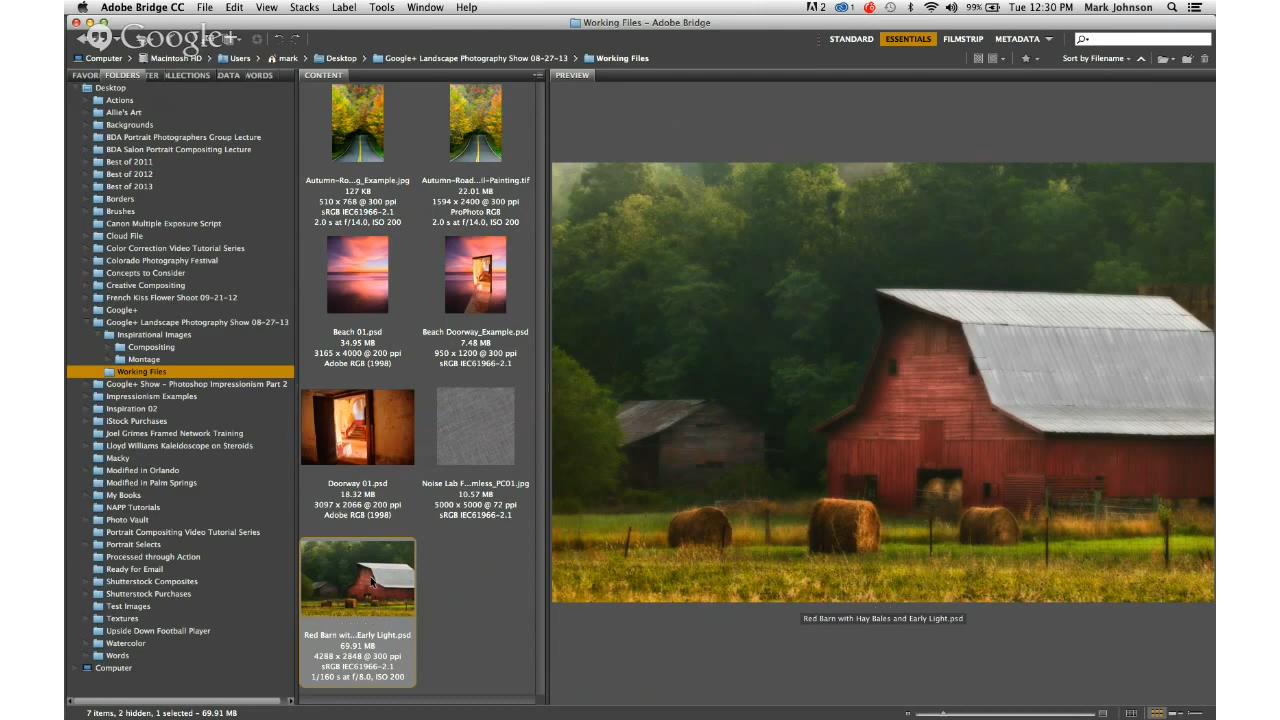 Adobe Bridge CC File Edit View Stacks Label Tools Window Help 2 1 99% Tue 12:30 PM Mark Johnson
Working Files – Adobe Bridge
Google+
STANDARD ESSENTIALS FILMSTRIP METADATA
Computer Macintosh HD Users mark Desktop Google+ Landscape Photography Show 08-27-13 Working Files
Sort by Filename
FAVOR FOLDERS TER LLECTIONS DATA WORDS
CONTENT
PREVIEW
Desktop
Actions
Allie's Art
Backgrounds
BDA Portrait Photographers Group Lecture
BDA Salon Portrait Compositing Lecture
Best of 2011
Best of 2012
Best of 2013
Borders
Brushes
Canon Multiple Exposure Script
Cloud File
Color Correction Video Tutorial Series
Colorado Photography Festival
Concepts to Consider
Creative Compositing
French Kiss Flower Shoot 09-21-12
Google+
Google+ Landscape Photography Show 08-27-13
Inspirational Images
Compositing
Montage
Working Files
Google+ Show - Photoshop Impressionism Part 2
Impressionism Examples
Inspiration 02
iStock Purchases
Joel Grimes Framed Network Training
Lloyd Williams Kaleidoscope on Steroids
Macky
Modified in Orlando
Modified in Palm Springs
My Books
NAPP Tutorials
Photo Vault
Portrait Compositing Video Tutorial Series
Portrait Selects
Processed through Action
Ready for Email
Shutterstock Composites
Shutterstock Purchases
Test Images
Textures
Upside Down Football Player
Watercolor
Words
Computer
Autumn-Ro...g_Example.jpg
127 KB
510 x 768 @ 300 ppi
sRGB IEC61966-2.1
2.0 s at f/14.0, ISO 200
Autumn-Road...il-Painting.tif
22.01 MB
1594 x 2400 @ 300 ppi
ProPhoto RGB
2.0 s at f/14.0, ISO 200
Beach 01.psd
34.95 MB
3165 x 4000 @ 200 ppi
Adobe RGB (1998)
Beach Doorway_Example.psd
7.48 MB
950 x 1200 @ 300 ppi
sRGB IEC61966-2.1
Doorway 01.psd
18.32 MB
3097 x 2066 @ 200 ppi
Adobe RGB (1998)
Noise Lab F...mless_PC01.jpg
10.57 MB
5000 x 5000 @ 72 ppi
sRGB IEC61966-2.1
Red Barn wit...Early Light.psd
69.91 MB
4288 x 2848 @ 300 ppi
sRGB IEC61966-2.1
1/160 s at f/8.0, ISO 200
Red Barn with Hay Bales and Early Light.psd
7 items, 2 hidden, 1 selected - 69.91 MB